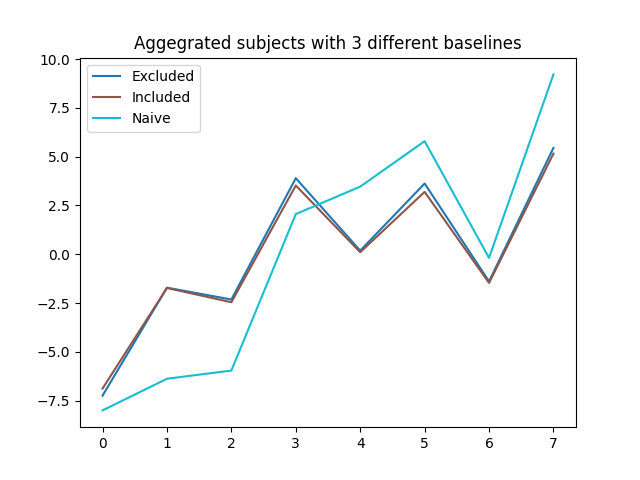 Aggegrated subjects with 3 different baselines
10.0
7.5
5.0
2.5
0.0
−2.5
−5.0
−7.5
Excluded
Included
Naive
0 1 2 3 4 5 6 7